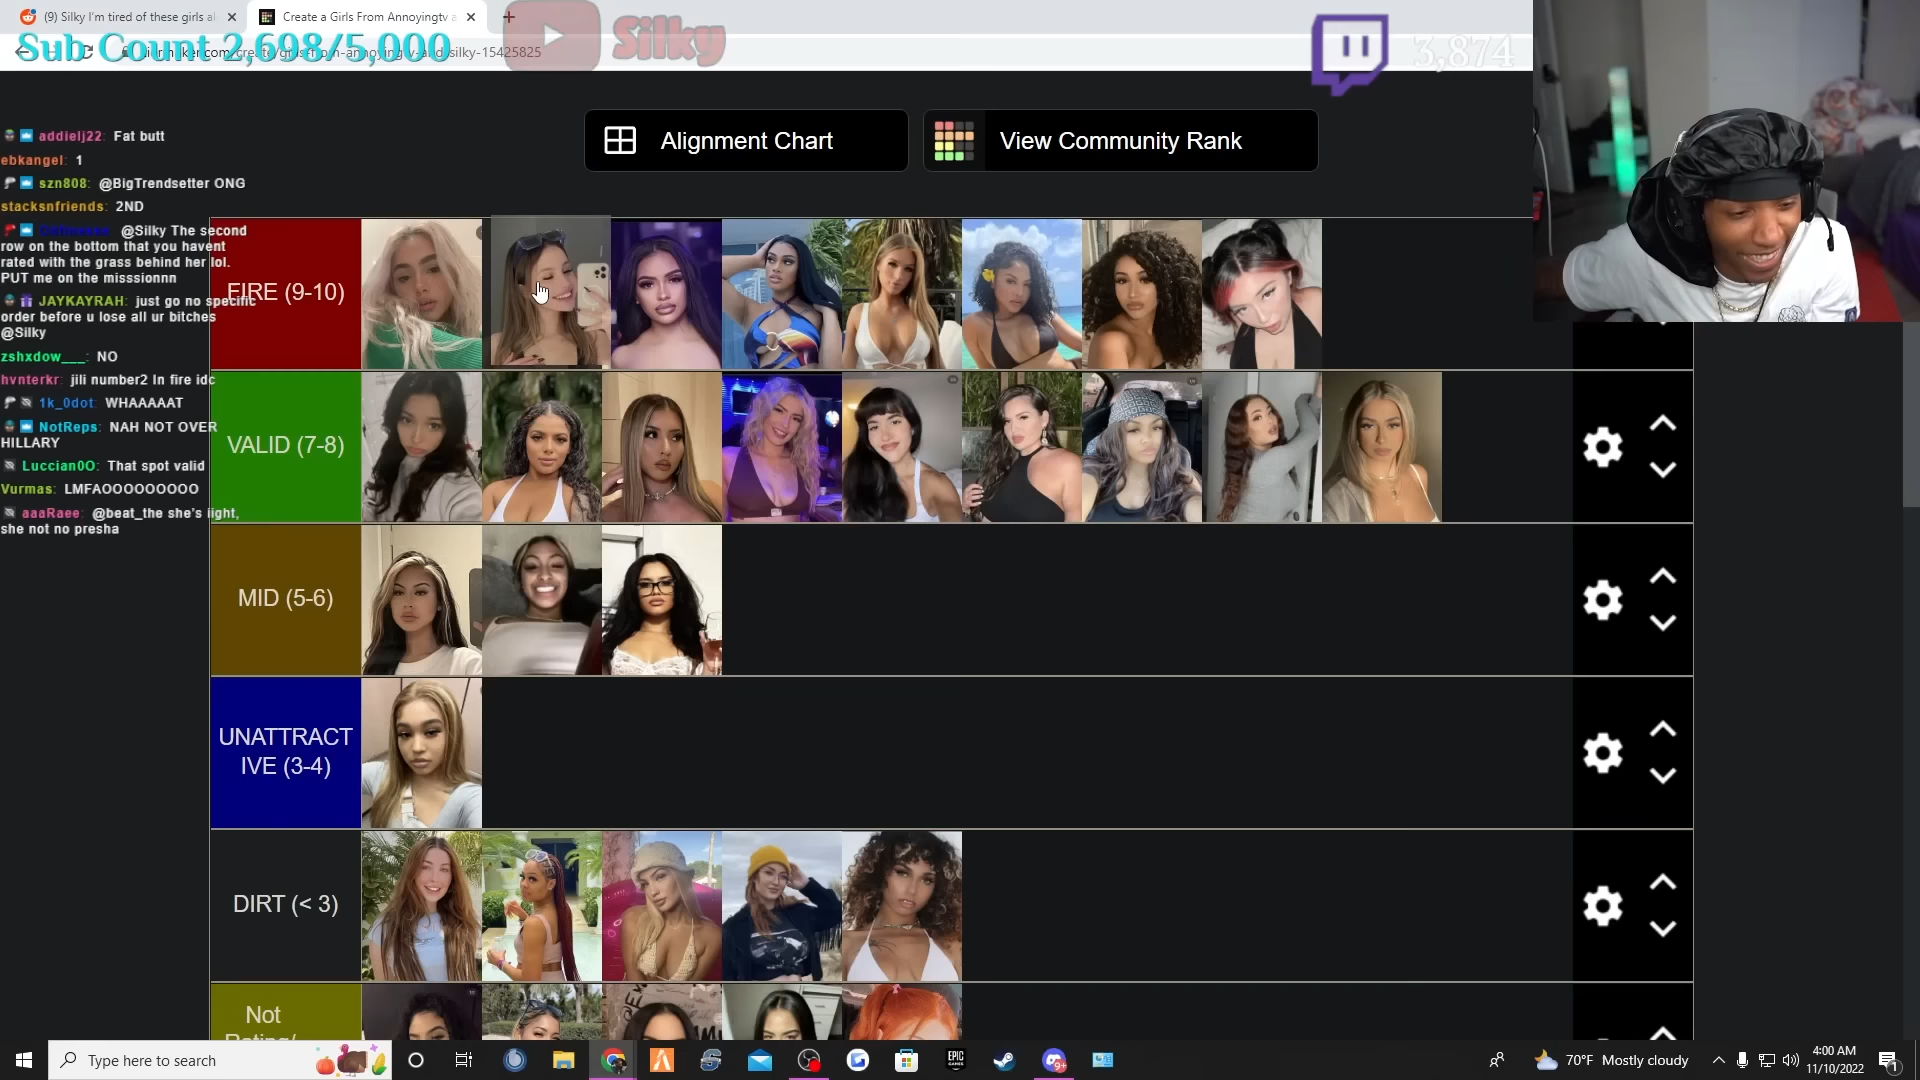 (9) Silky I'm tired of these girls al
Create a Girls From Annoyingtv a
Sub Count 2,698/5,000
Silky
3,874
Alignment Chart
View Community Rank
addielj22: Fat butt
ebkangel: 1
szn808: @BigTrendsetter ONG
stacksnfriends: 2ND
@Silky The second
row on the bottom that you havent
rated with the grass behind her lol.
PUT me on the misssionnn
JAYKAYRAH: just go no specific
order before u lose all ur bitches
@Silky
zshxdow___: NO
hvnterkr: jili number2 In fire idc
1k_0dot: WHAAAAAT
NotReps: NAH NOT OVER
HILLARY
Luccian0O: That spot valid
Vurmas: LMFAOOOOOOOOO
aaaRaee: @beat_the she's iight,
she not no presha
FIRE (9-10)
VALID (7-8)
MID (5-6)
UNATTRACT
IVE (3-4)
DIRT (< 3)
Not
Rating/
Type here to search
EPIC
GAMES
9+
70°F Mostly cloudy
4:00 AM
11/10/2022
1